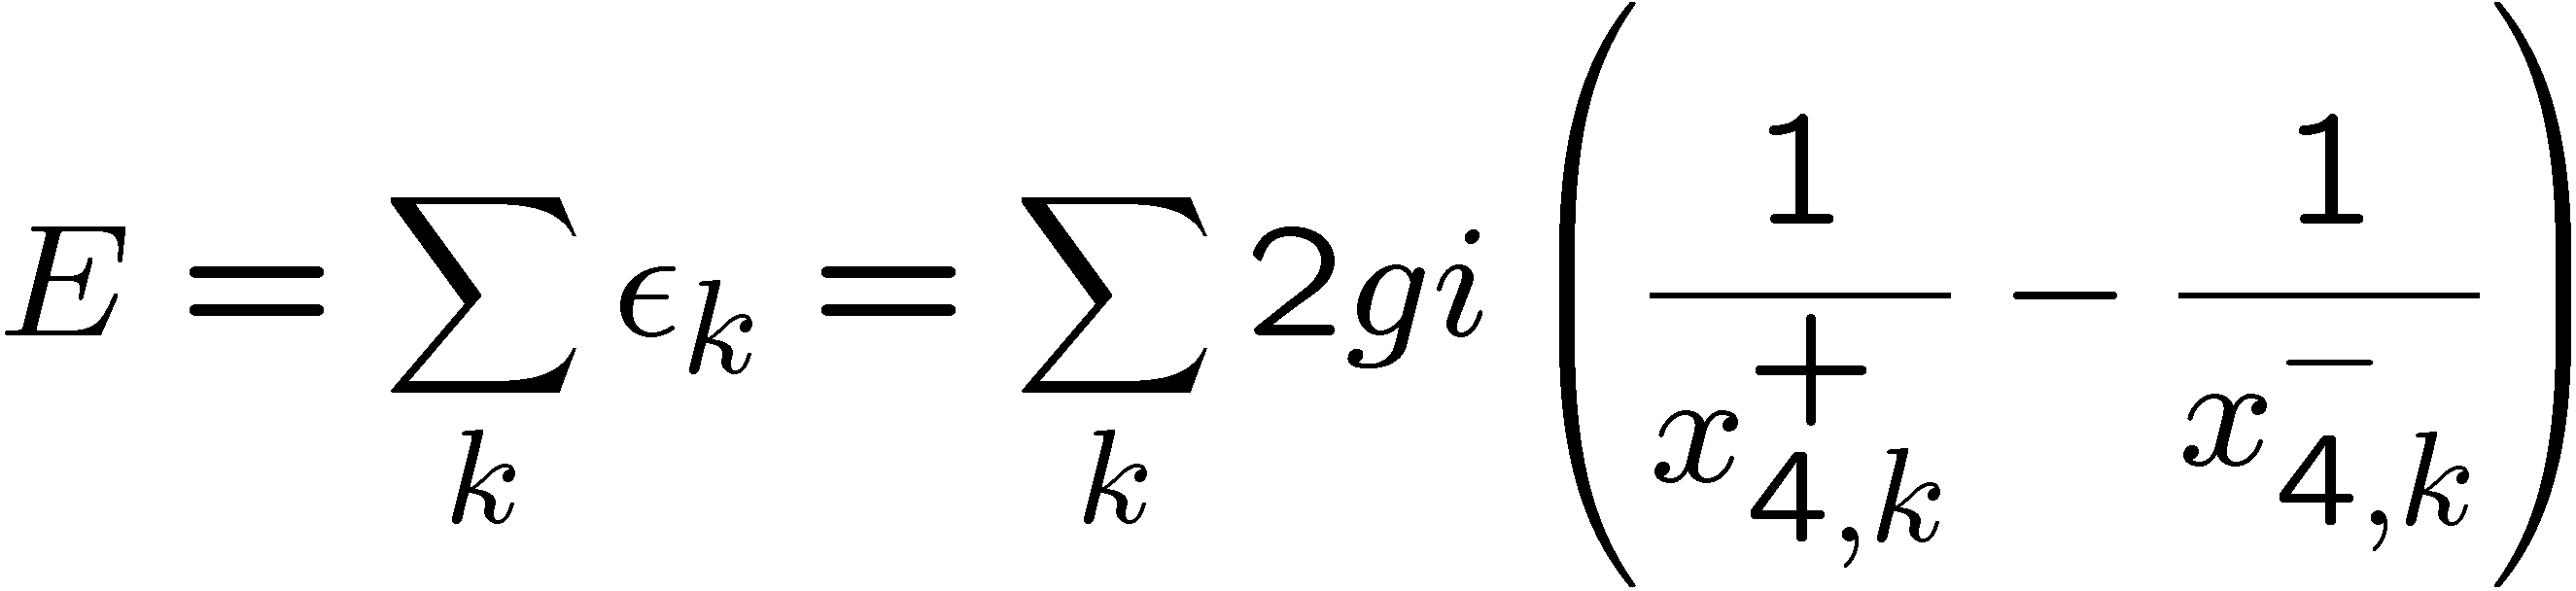 E = \sum_k \epsilon_k = \sum_k 2gi \left( \frac{1}{x_{4,k}^+} - \frac{1}{x_{4,k}^-} \right)